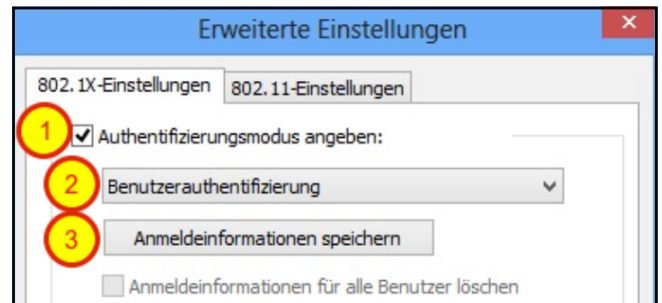 Erweiterte Einstellungen
802.1X-Einstellungen 802.11-Einstellungen
1 Authentifizierungsmodus angeben:
2 Benutzerauthentifizierung
3 Anmeldeinformationen speichern
Anmeldeinformationen für alle Benutzer löschen